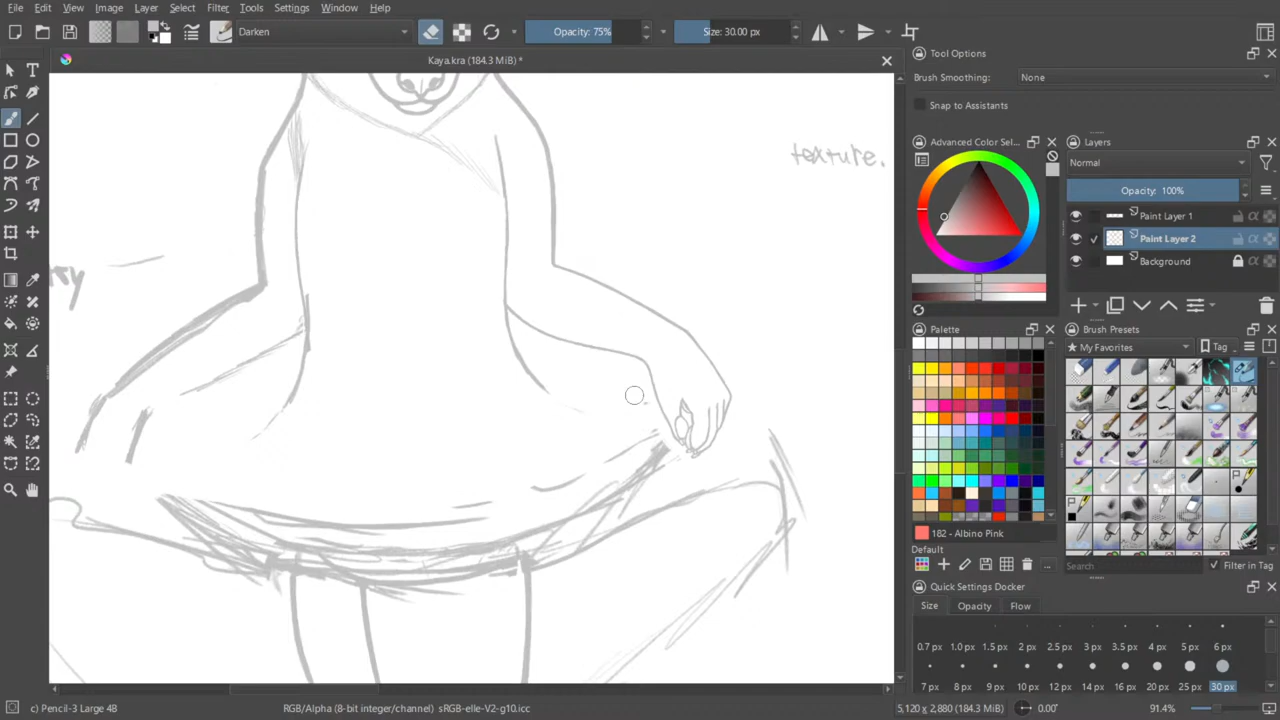 File Edit View Image Layer Select Filter Tools Settings Window Help
Darken Opacity: 75% Size: 30.00 px
Kaya.kra (184.3 MiB) *
Tool Options
Brush Smoothing: None
Snap to Assistants
Advanced Color Sel... Layers
Normal
Opacity: 100%
Paint Layer 1
Paint Layer 2
Background
texture.
Palette Brush Presets
My Favorites Tag
182 - Albino Pink
Default
Search Filter in Tag
Quick Settings Docker
Size Opacity Flow
0.7 px 1.0 px 1.5 px 2 px 2.5 px 3 px 3.5 px 4 px 5 px 6 px
7 px 8 px 9 px 10 px 12 px 14 px 16 px 20 px 25 px 30 px
c) Pencil-3 Large 4B RGB/Alpha (8-bit integer/channel) sRGB-elle-V2-g10.icc 5,120 x 2,880 (184.3 MiB) 0.00° 91.4%